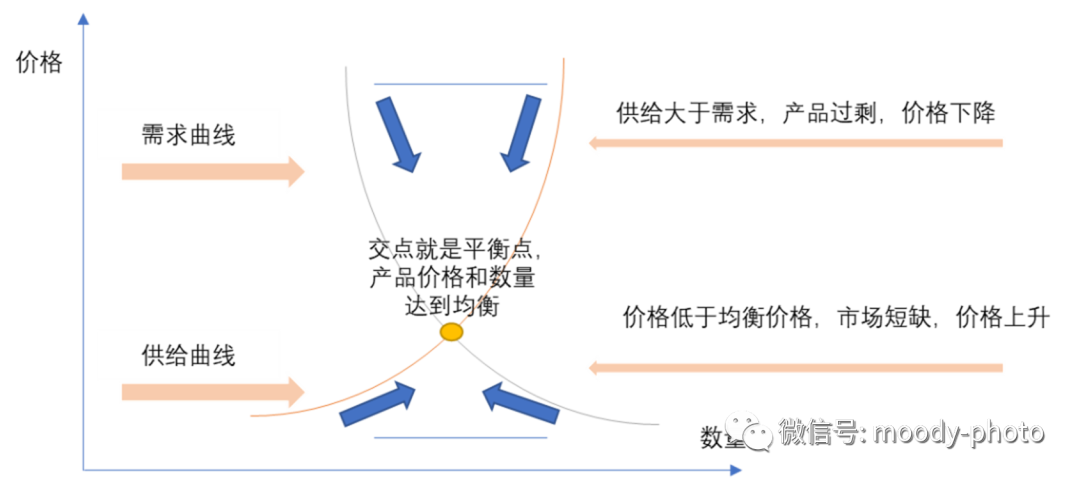 价格
需求曲线
供给大于需求，产品过剩，价格下降
交点就是平衡点，
产品价格和数量
达到均衡
价格低于均衡价格，市场短缺，价格上升
供给曲线
数量
微信号: moody-photo